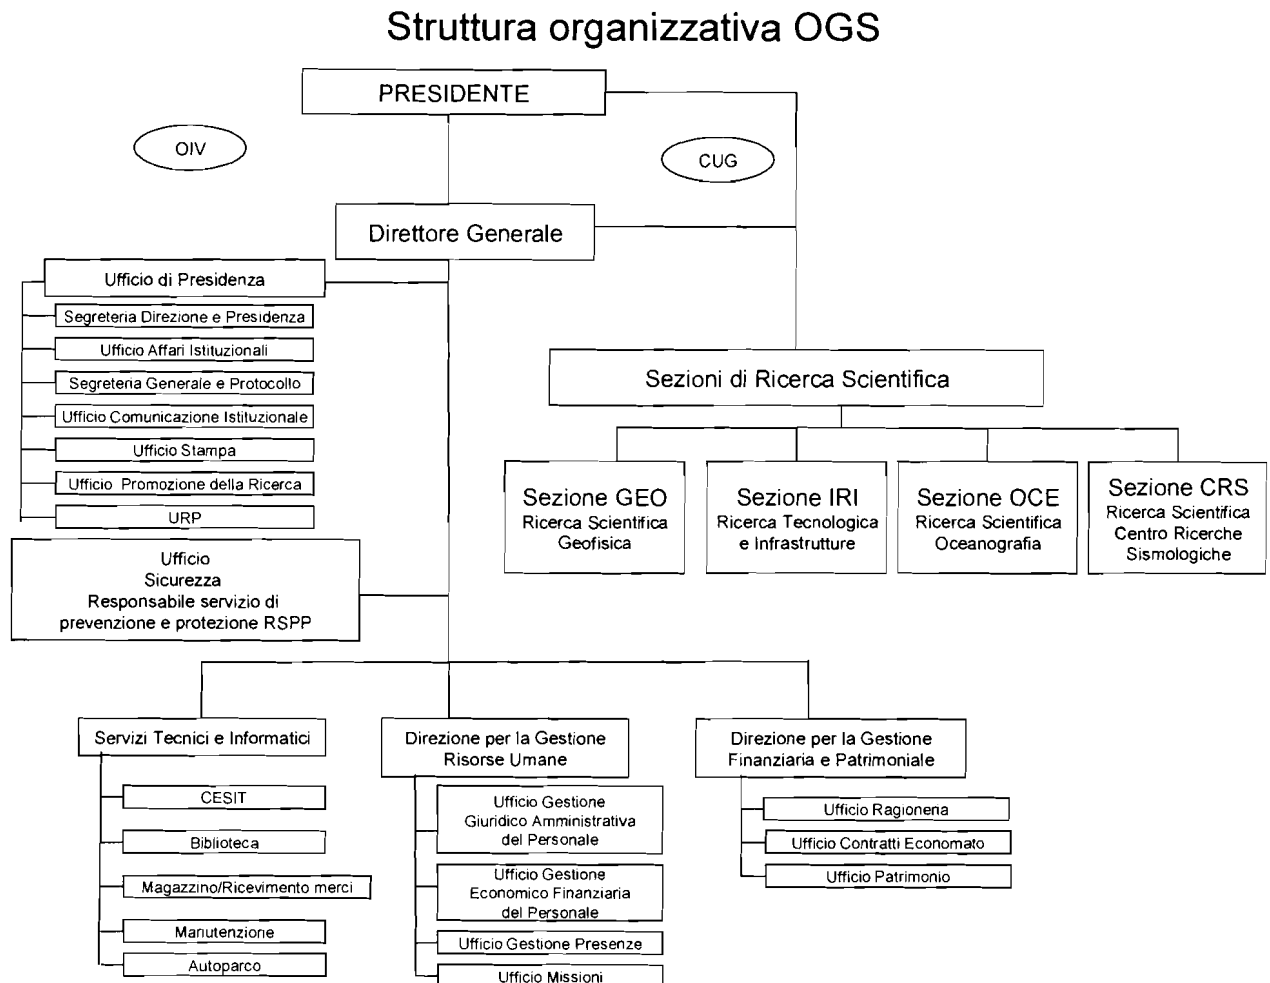 Struttura organizzativa OGS
PRESIDENTE
OIV
CUG
Direttore Generale
Ufficio di Presidenza
Segreteria Direzione e Presidenza
Ufficio Affari Istituzionali
Segreteria Generale e Protocollo
Ufficio Comunicazione Istituzionale
Ufficio Stampa
Ufficio Promozione della Ricerca
URP
Ufficio
Sicurezza
Responsabile servizio di
prevenzione e protezione RSPP
Sezioni di Ricerca Scientifica
Sezione GEO
Ricerca Scientifica
Geofisica
Sezione IRI
Ricerca Tecnologica
e Infrastrutture
Sezione OCE
Ricerca Scientifica
Oceanografia
Sezione CRS
Ricerca Scientifica
Centro Ricerche
Sismologiche
Servizi Tecnici e Informatici
CESIT
Biblioteca
Magazzino/Ricevimento merci
Manutenzione
Autoparco
Direzione per la Gestione
Risorse Umane
Ufficio Gestione
Giuridico Amministrativa
del Personale
Ufficio Gestione
Economico Finanziaria
del Personale
Ufficio Gestione Presenze
Ufficio Missioni
Direzione per la Gestione
Finanziaria e Patrimoniale
Ufficio Ragioneria
Ufficio Contratti Economato
Ufficio Patrimonio